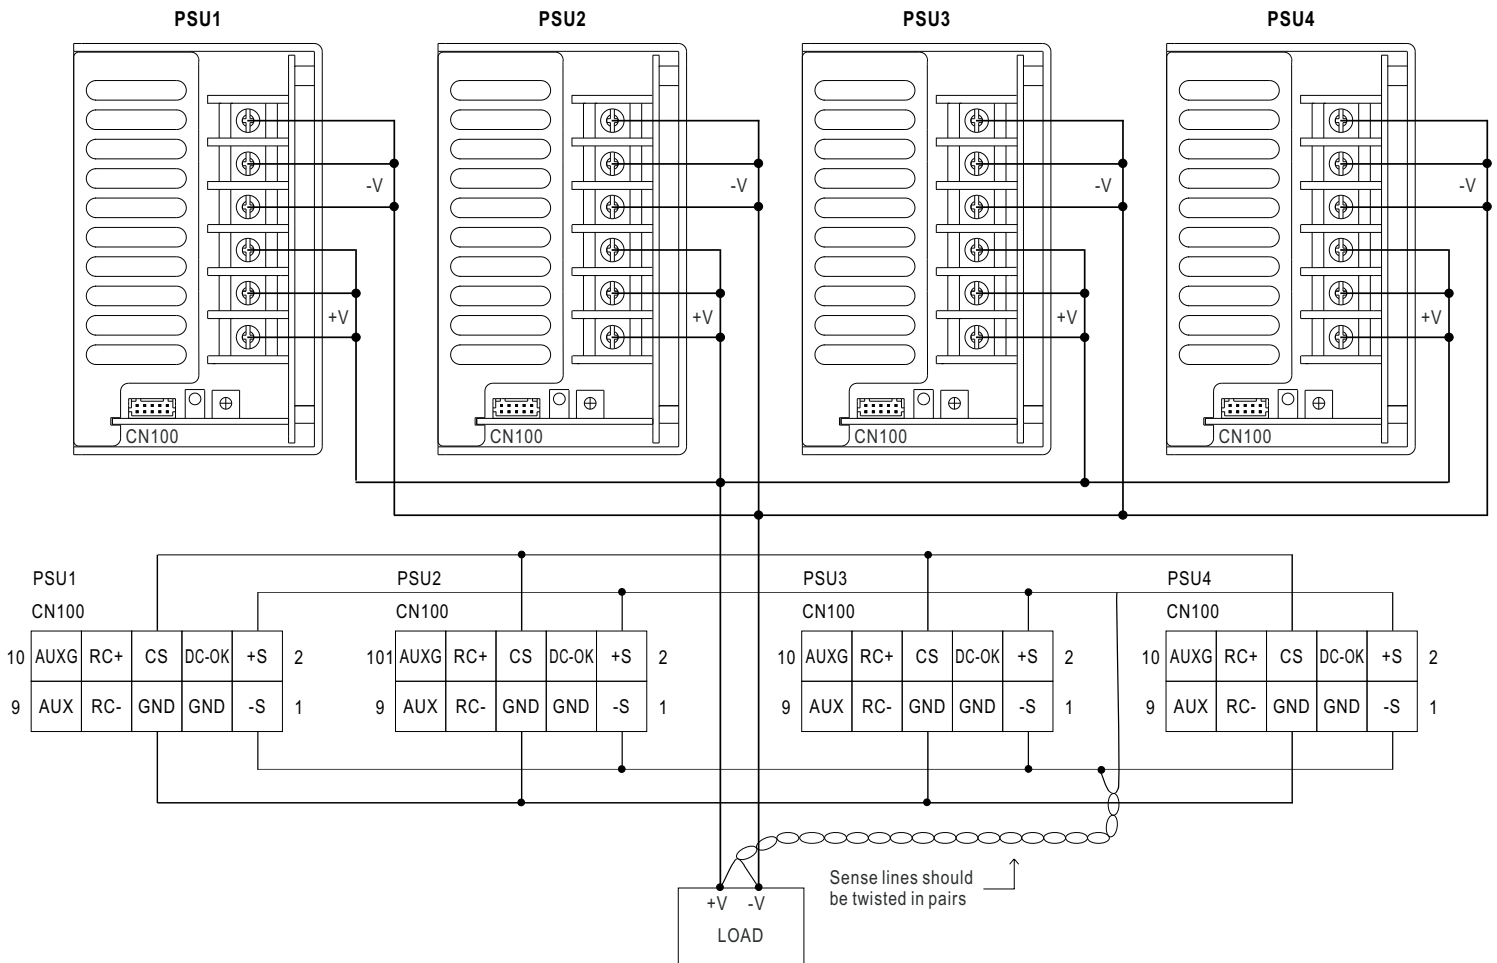 PSU1 PSU2 PSU3 PSU4
-V -V -V -V
+V +V +V +V
CN100 CN100 CN100 CN100
PSU1 PSU2 PSU3 PSU4
CN100 CN100 CN100 CN100
10 AUXG RC+ CS DC-OK +S 2 101 AUXG RC+ CS DC-OK +S 2 10 AUXG RC+ CS DC-OK +S 2 10 AUXG RC+ CS DC-OK +S 2
9 AUX RC- GND GND -S 1 9 AUX RC- GND GND -S 1 9 AUX RC- GND GND -S 1 9 AUX RC- GND GND -S 1
Sense lines should
be twisted in pairs
+V -V
LOAD